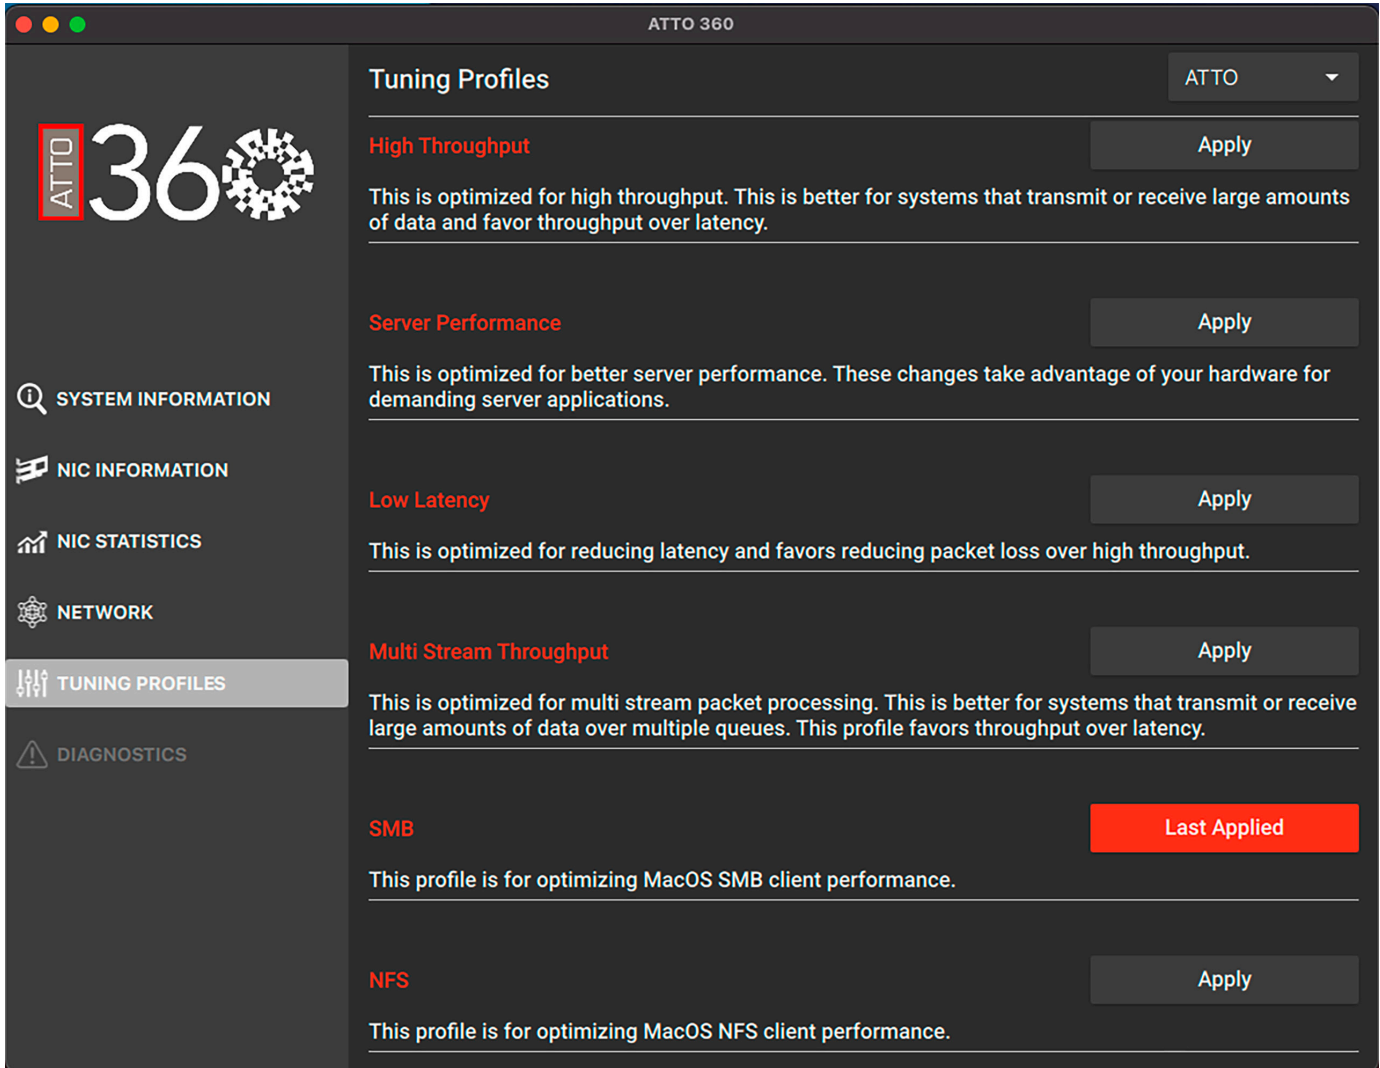 ATTO 360
ATTO 360
SYSTEM INFORMATION
NIC INFORMATION
NIC STATISTICS
NETWORK
TUNING PROFILES
DIAGNOSTICS
Tuning Profiles
ATTO
High Throughput
Apply
This is optimized for high throughput. This is better for systems that transmit or receive large amounts
of data and favor throughput over latency.
Server Performance
Apply
This is optimized for better server performance. These changes take advantage of your hardware for
demanding server applications.
Low Latency
Apply
This is optimized for reducing latency and favors reducing packet loss over high throughput.
Multi Stream Throughput
Apply
This is optimized for multi stream packet processing. This is better for systems that transmit or receive
large amounts of data over multiple queues. This profile favors throughput over latency.
SMB
Last Applied
This profile is for optimizing MacOS SMB client performance.
NFS
Apply
This profile is for optimizing MacOS NFS client performance.